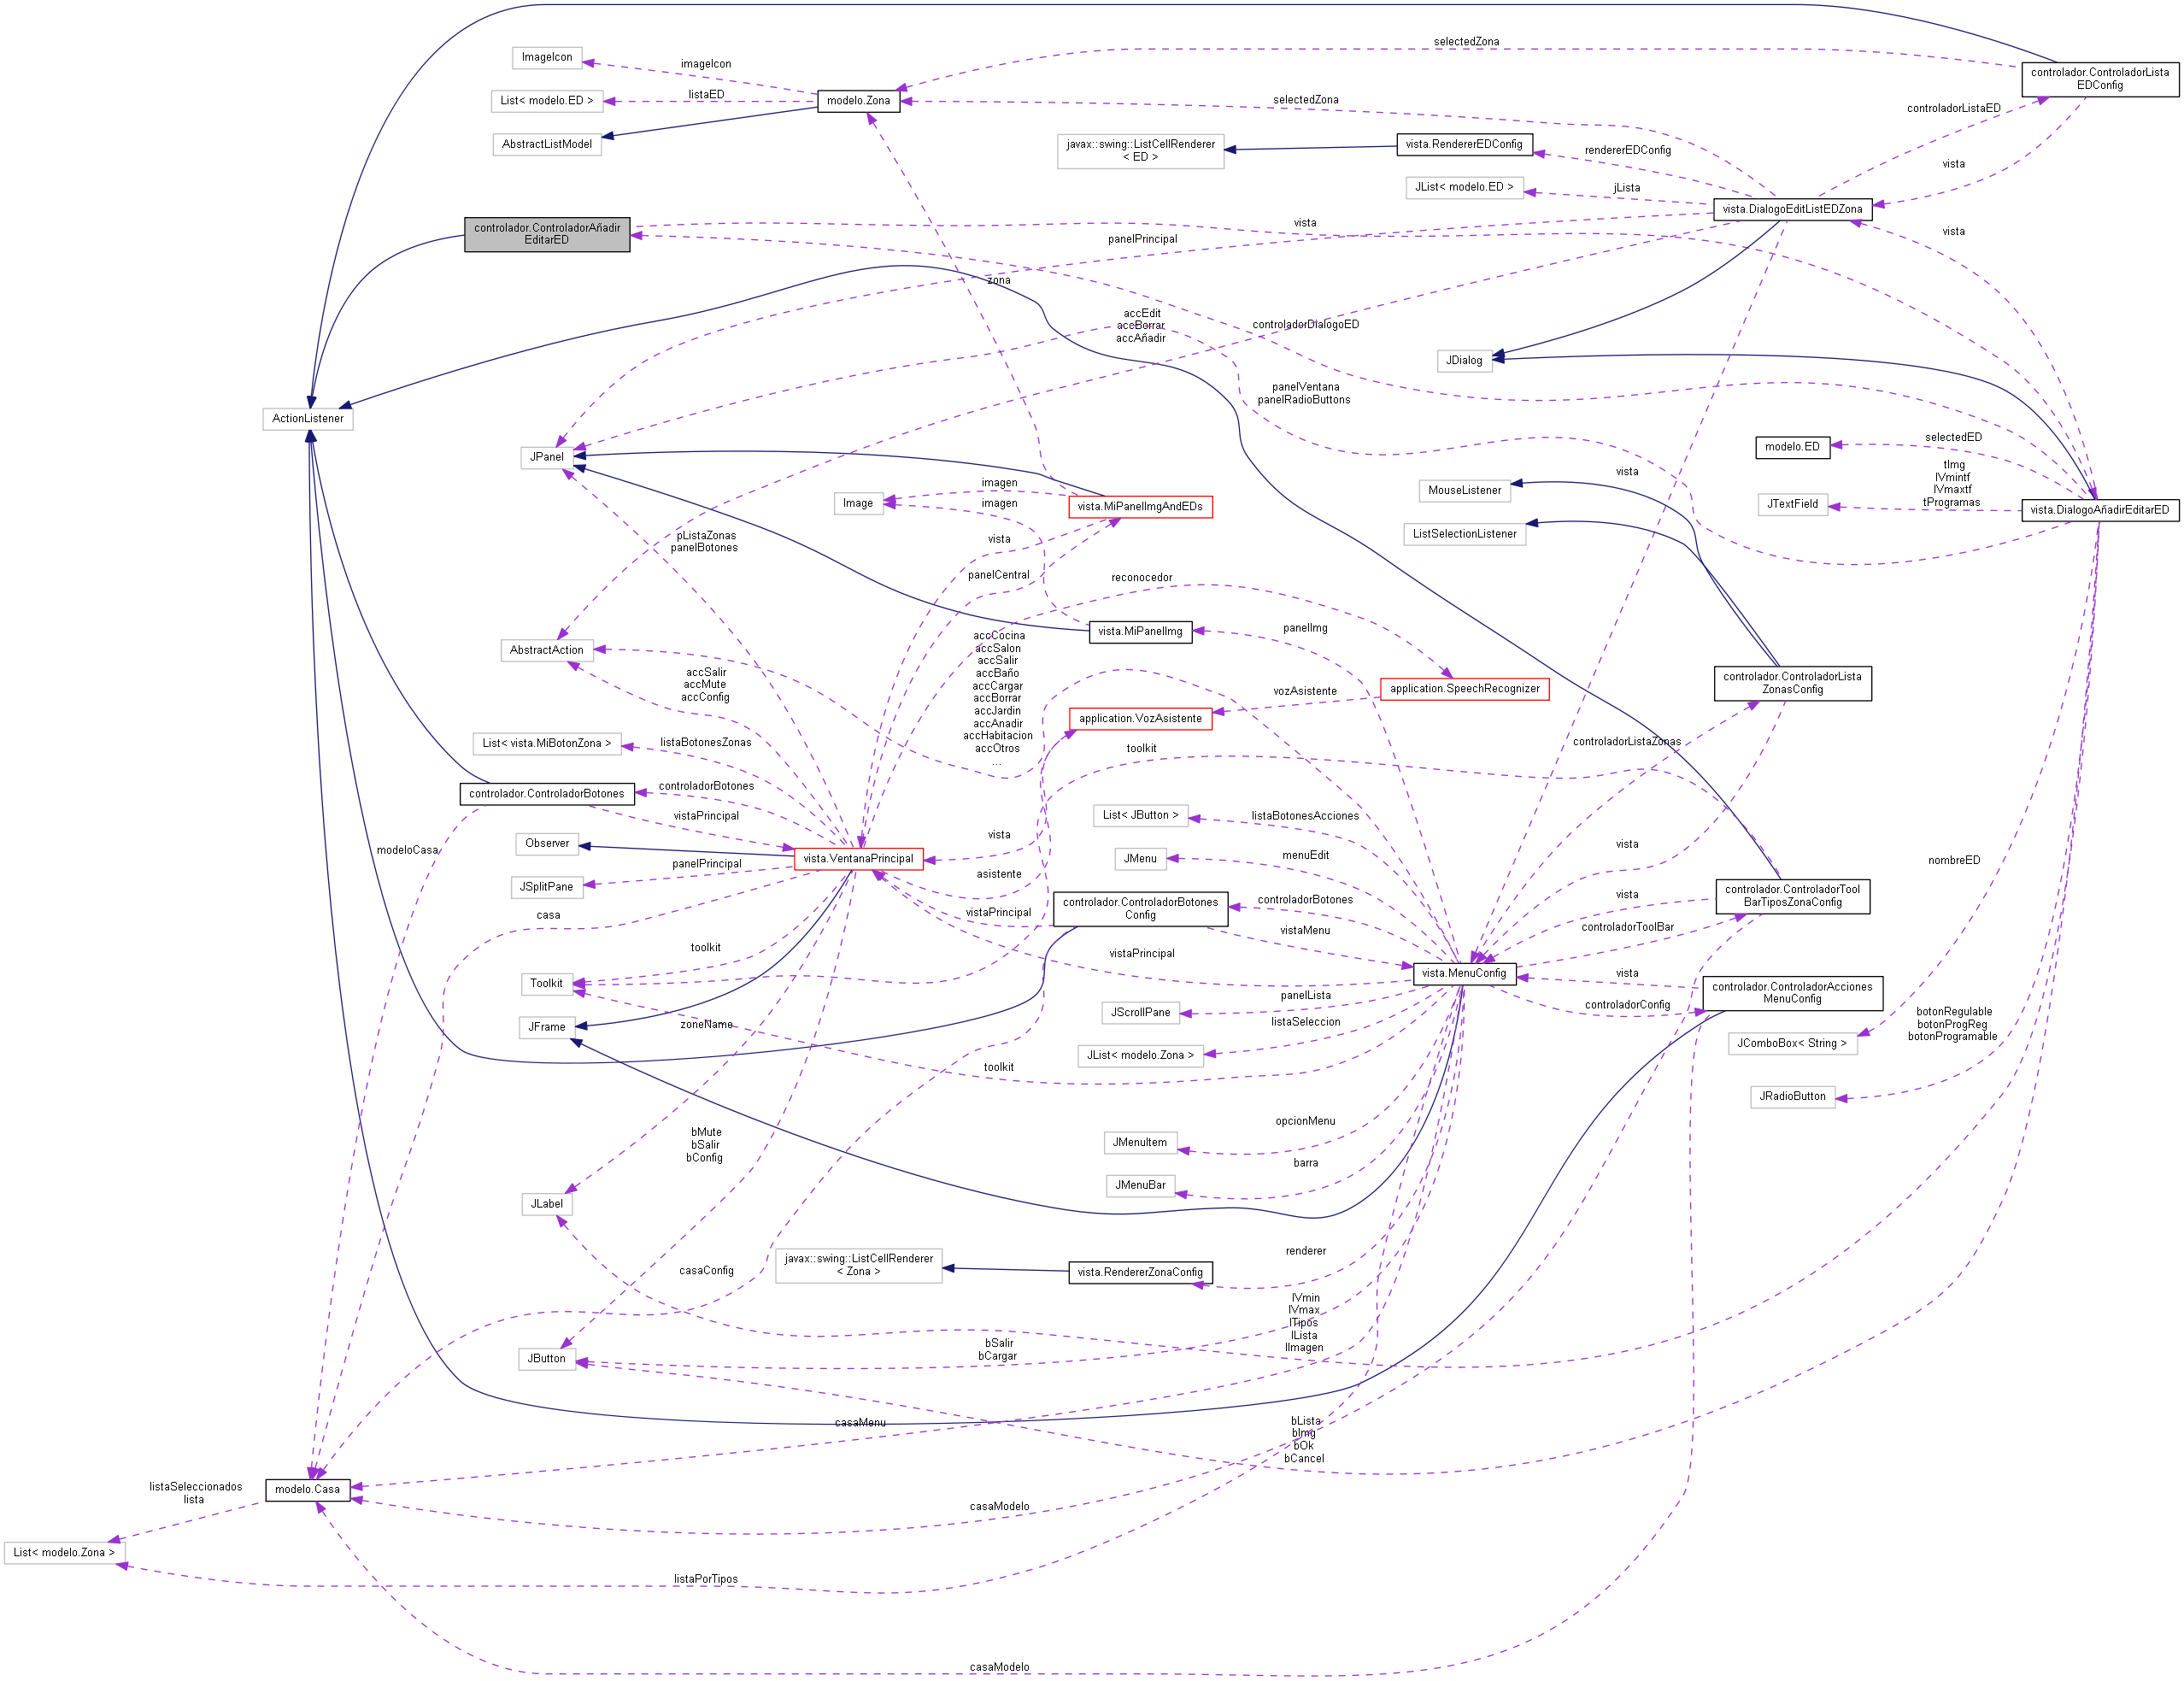 selectedZona
ImageIcon
imageIcon
controlador.ControladorLista
EDConfig
List< modelo.ED >
listaED
modelo.Zona
selectedZona
controladorListaED
AbstractListModel
javax::swing::ListCellRenderer
< ED >
vista.RendererEDConfig
rendererEDConfig
vista
JList< modelo.ED >
jLista
vista.DialogoEditListEDZona
controlador.ControladorAñadir
EditarED
vista
panelPrincipal
vista
zona
accEdit
accBorrar
accAñadir
controladorDialogoED
JDialog
panelVentana
panelRadioButtons
ActionListener
modelo.ED
selectedED
JPanel
vista
tImg
lVmintf
lVmaxtf
tProgramas
imagen
MouseListener
Image
imagen
vista.MiPanelImgAndEDs
JTextField
vista.DialogoAñadirEditarED
pListaZonas
panelBotones
vista
ListSelectionListener
panelCentral
reconocedor
accCocina
accSalon
accSalir
accBaño
accCargar
accBorrar
accJardin
accAnadir
accHabitacion
accOtros
...
vista.MiPanelImg
panelImg
AbstractAction
accSalir
accMute
accConfig
controlador.ControladorLista
ZonasConfig
vozAsistente
application.SpeechRecognizer
application.VozAsistente
List< vista.MiBotonZona >
listaBotonesZonas
toolkit
controladorListaZonas
controlador.ControladorBotones
controladorBotones
vistaPrincipal
List< JButton >
listaBotonesAcciones
Observer
vista
vista
modeloCasa
vista.VentanaPrincipal
JMenu
menuEdit
nombreED
JSplitPane
panelPrincipal
asistente
casa
controlador.ControladorBotones
Config
controladorBotones
vistaPrincipal
vistaMenu
vista
controlador.ControladorTool
BarTiposZonaConfig
controladorToolBar
toolkit
vistaPrincipal
vista.MenuConfig
vista
Toolkit
panelLista
controladorConfig
controlador.ControladorAcciones
MenuConfig
JScrollPane
JFrame
zoneName
listaSeleccion
botonRegulable
botonProgReg
botonProgramable
JList< modelo.Zona >
JComboBox< String >
toolkit
JRadioButton
opcionMenu
bMute
bSalir
bConfig
JMenuItem
barra
JMenuBar
JLabel
javax::swing::ListCellRenderer
< Zona >
casaConfig
vista.RendererZonaConfig
renderer
lVmin
lVmax
lTipos
lLista
lImagen
JButton
bSalir
bCargar
casaMenu
bLista
bImg
bOk
bCancel
listaSeleccionados
lista
modelo.Casa
casaModelo
List< modelo.Zona >
listaPorTipos
casaModelo